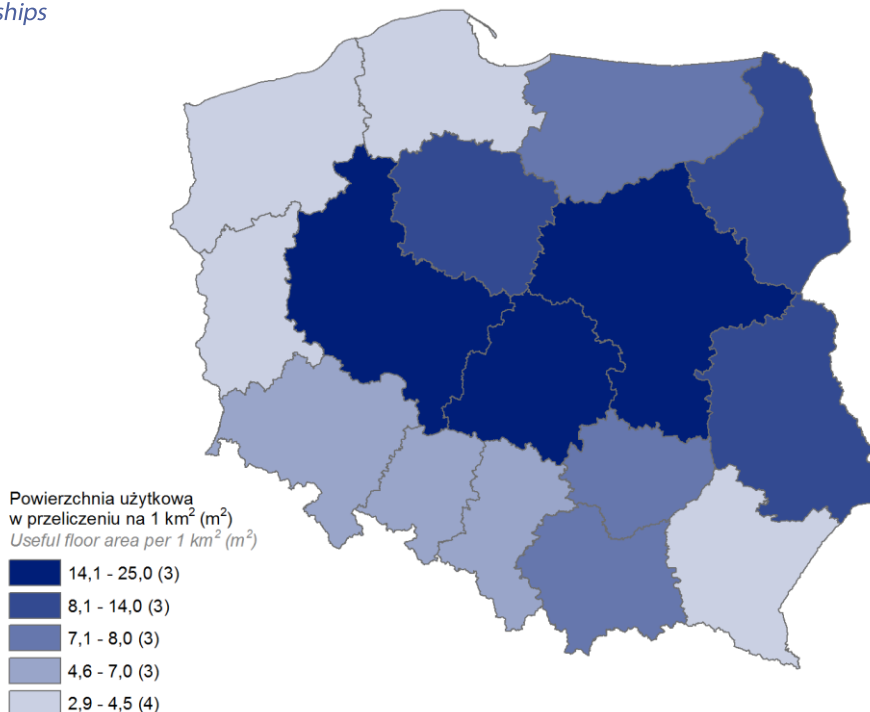 ships
Powierzchnia użytkowa
w przeliczeniu na 1 km² (m²)
Useful floor area per 1 km² (m²)
14,1 - 25,0 (3)
8,1 - 14,0 (3)
7,1 - 8,0 (3)
4,6 - 7,0 (3)
2,9 - 4,5 (4)